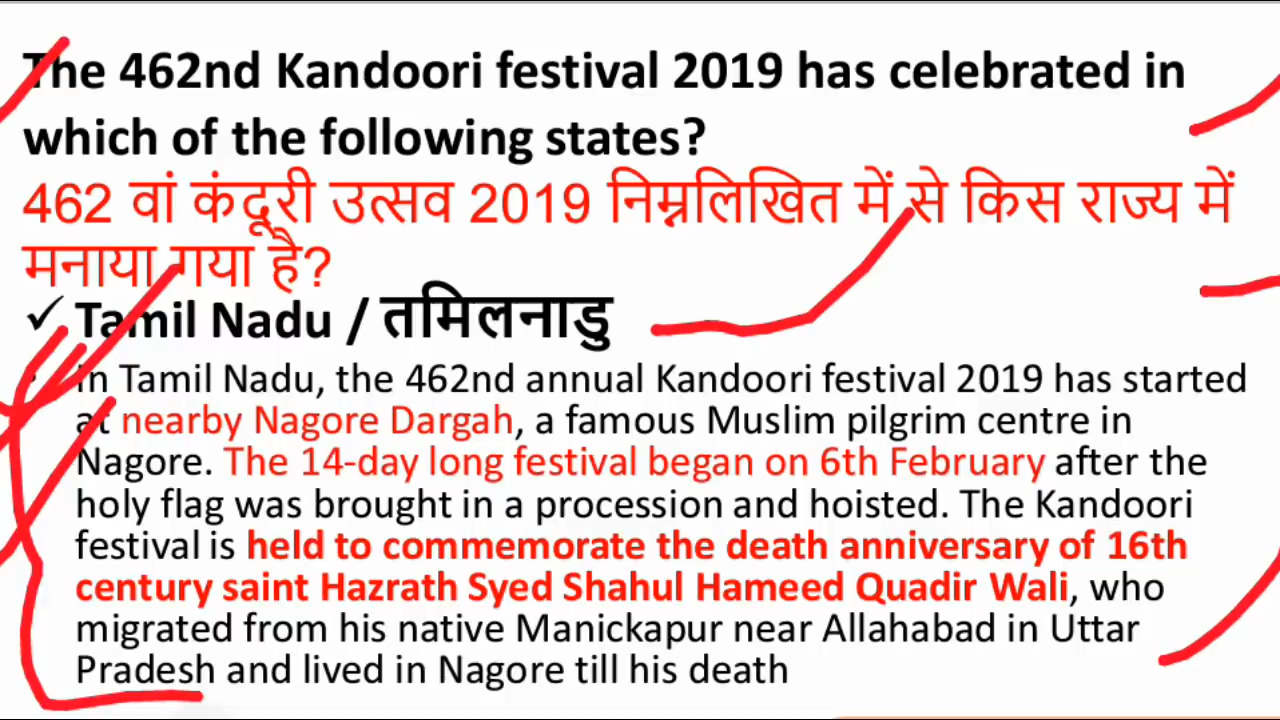 The 462nd Kandoori festival 2019 has celebrated in
which of the following states?
462 वां कंदूरी उत्सव 2019 निम्नलिखित में से किस राज्य में
मनाया गया है?
✓ Tamil Nadu / तमिलनाडु
• In Tamil Nadu, the 462nd annual Kandoori festival 2019 has started
at nearby Nagore Dargah, a famous Muslim pilgrim centre in
Nagore. The 14-day long festival began on 6th February after the
holy flag was brought in a procession and hoisted. The Kandoori
festival is held to commemorate the death anniversary of 16th
century saint Hazrath Syed Shahul Hameed Quadir Wali, who
migrated from his native Manickapur near Allahabad in Uttar
Pradesh and lived in Nagore till his death